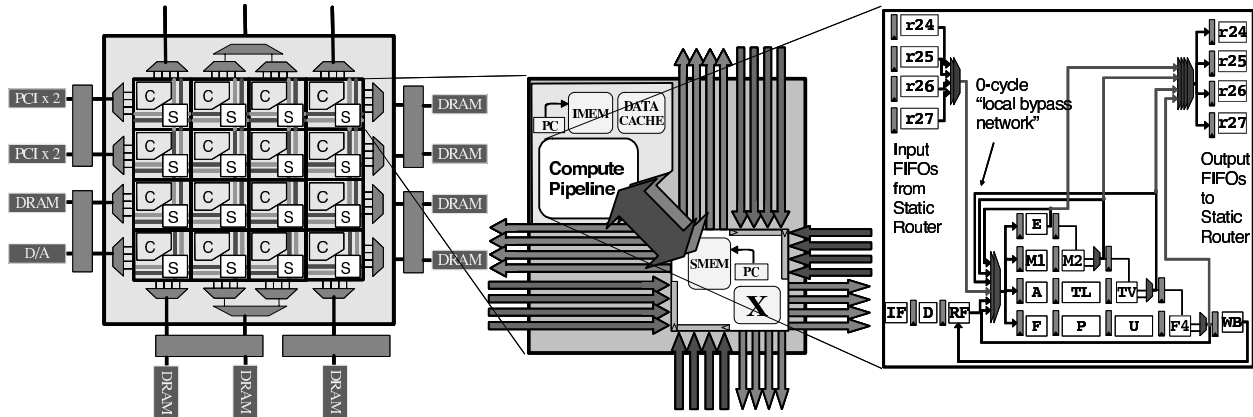 PCI x 2
PCI x 2
DRAM
D/A
C C C C
S S S S
C C C C
S S S S
C C C C
S S S S
C C C C
S S S S
DRAM
DRAM
DRAM
DRAM
DRAM
DRAM
DRAM
PC
IMEM
DATA
CACHE
Compute
Pipeline
SMEM
PC
X
r24
r25
r26
r27
Input
FIFOs
from
Static
Router
0-cycle
“local bypass
network”
r24
r25
r26
r27
Output
FIFOs
to
Static
Router
E
M1 M2
A TL TV
IF D RF
F P U F4 WB